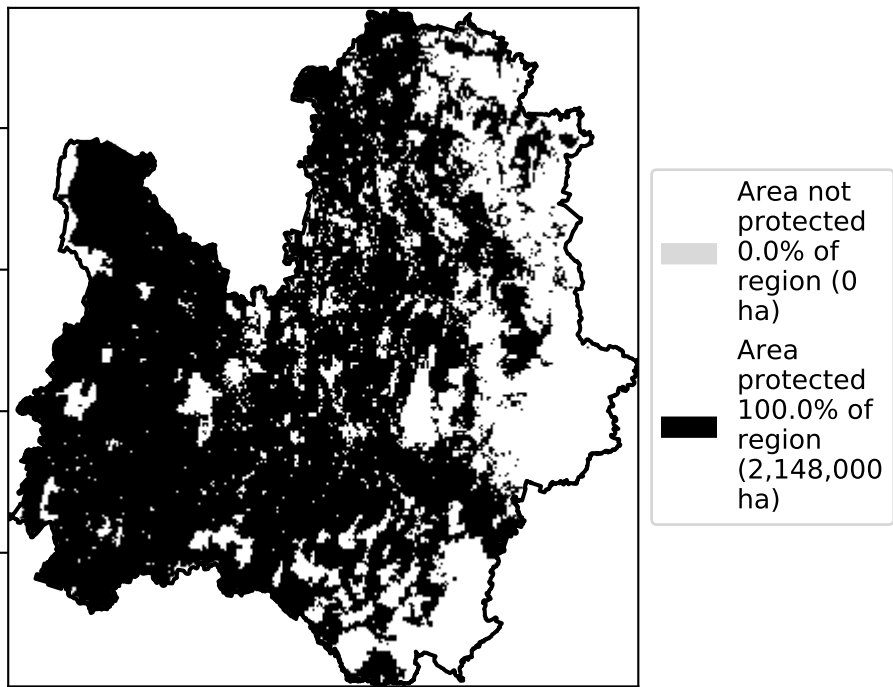 Area not
protected
0.0% of
region (0
ha)
Area
protected
100.0% of
region
(2,148,000
ha)